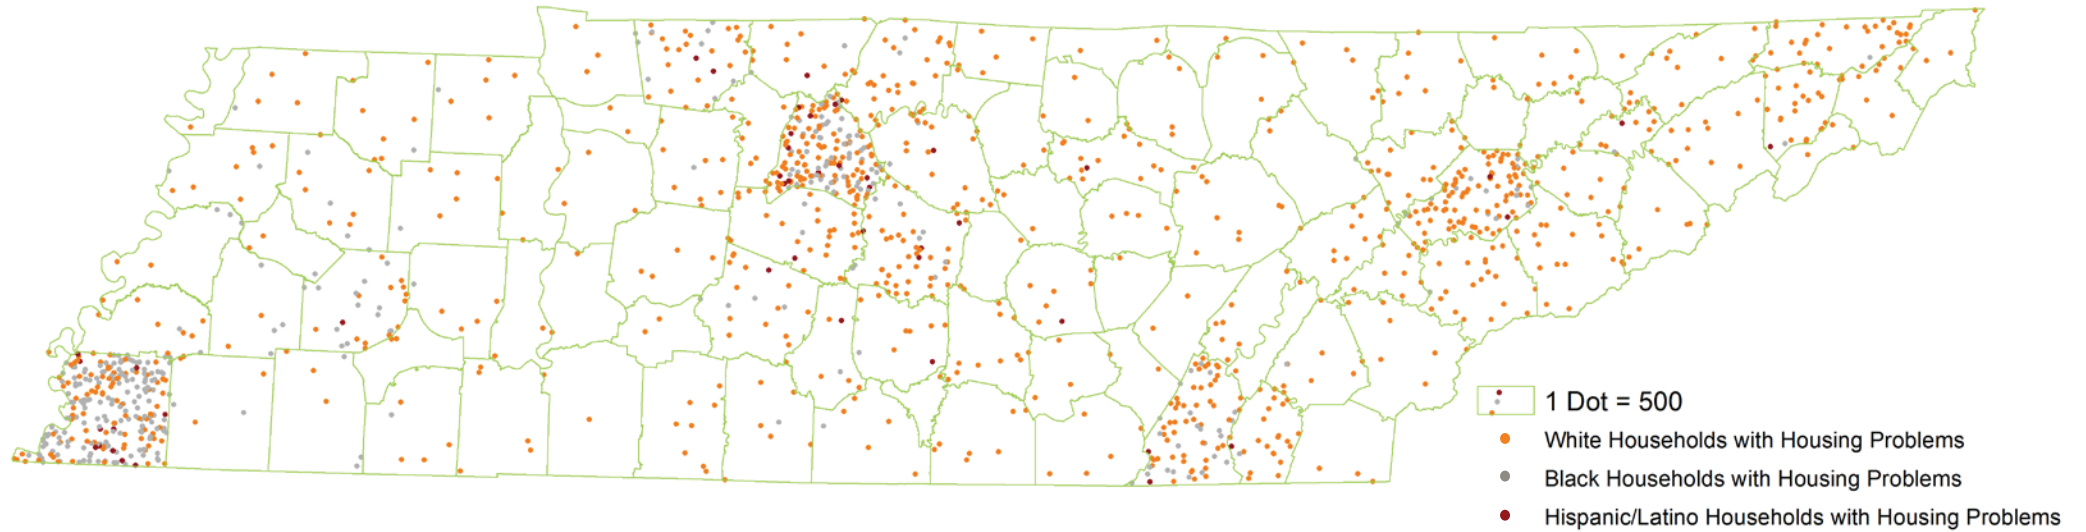 1 Dot = 500
White Households with Housing Problems
Black Households with Housing Problems
Hispanic/Latino Households with Housing Problems